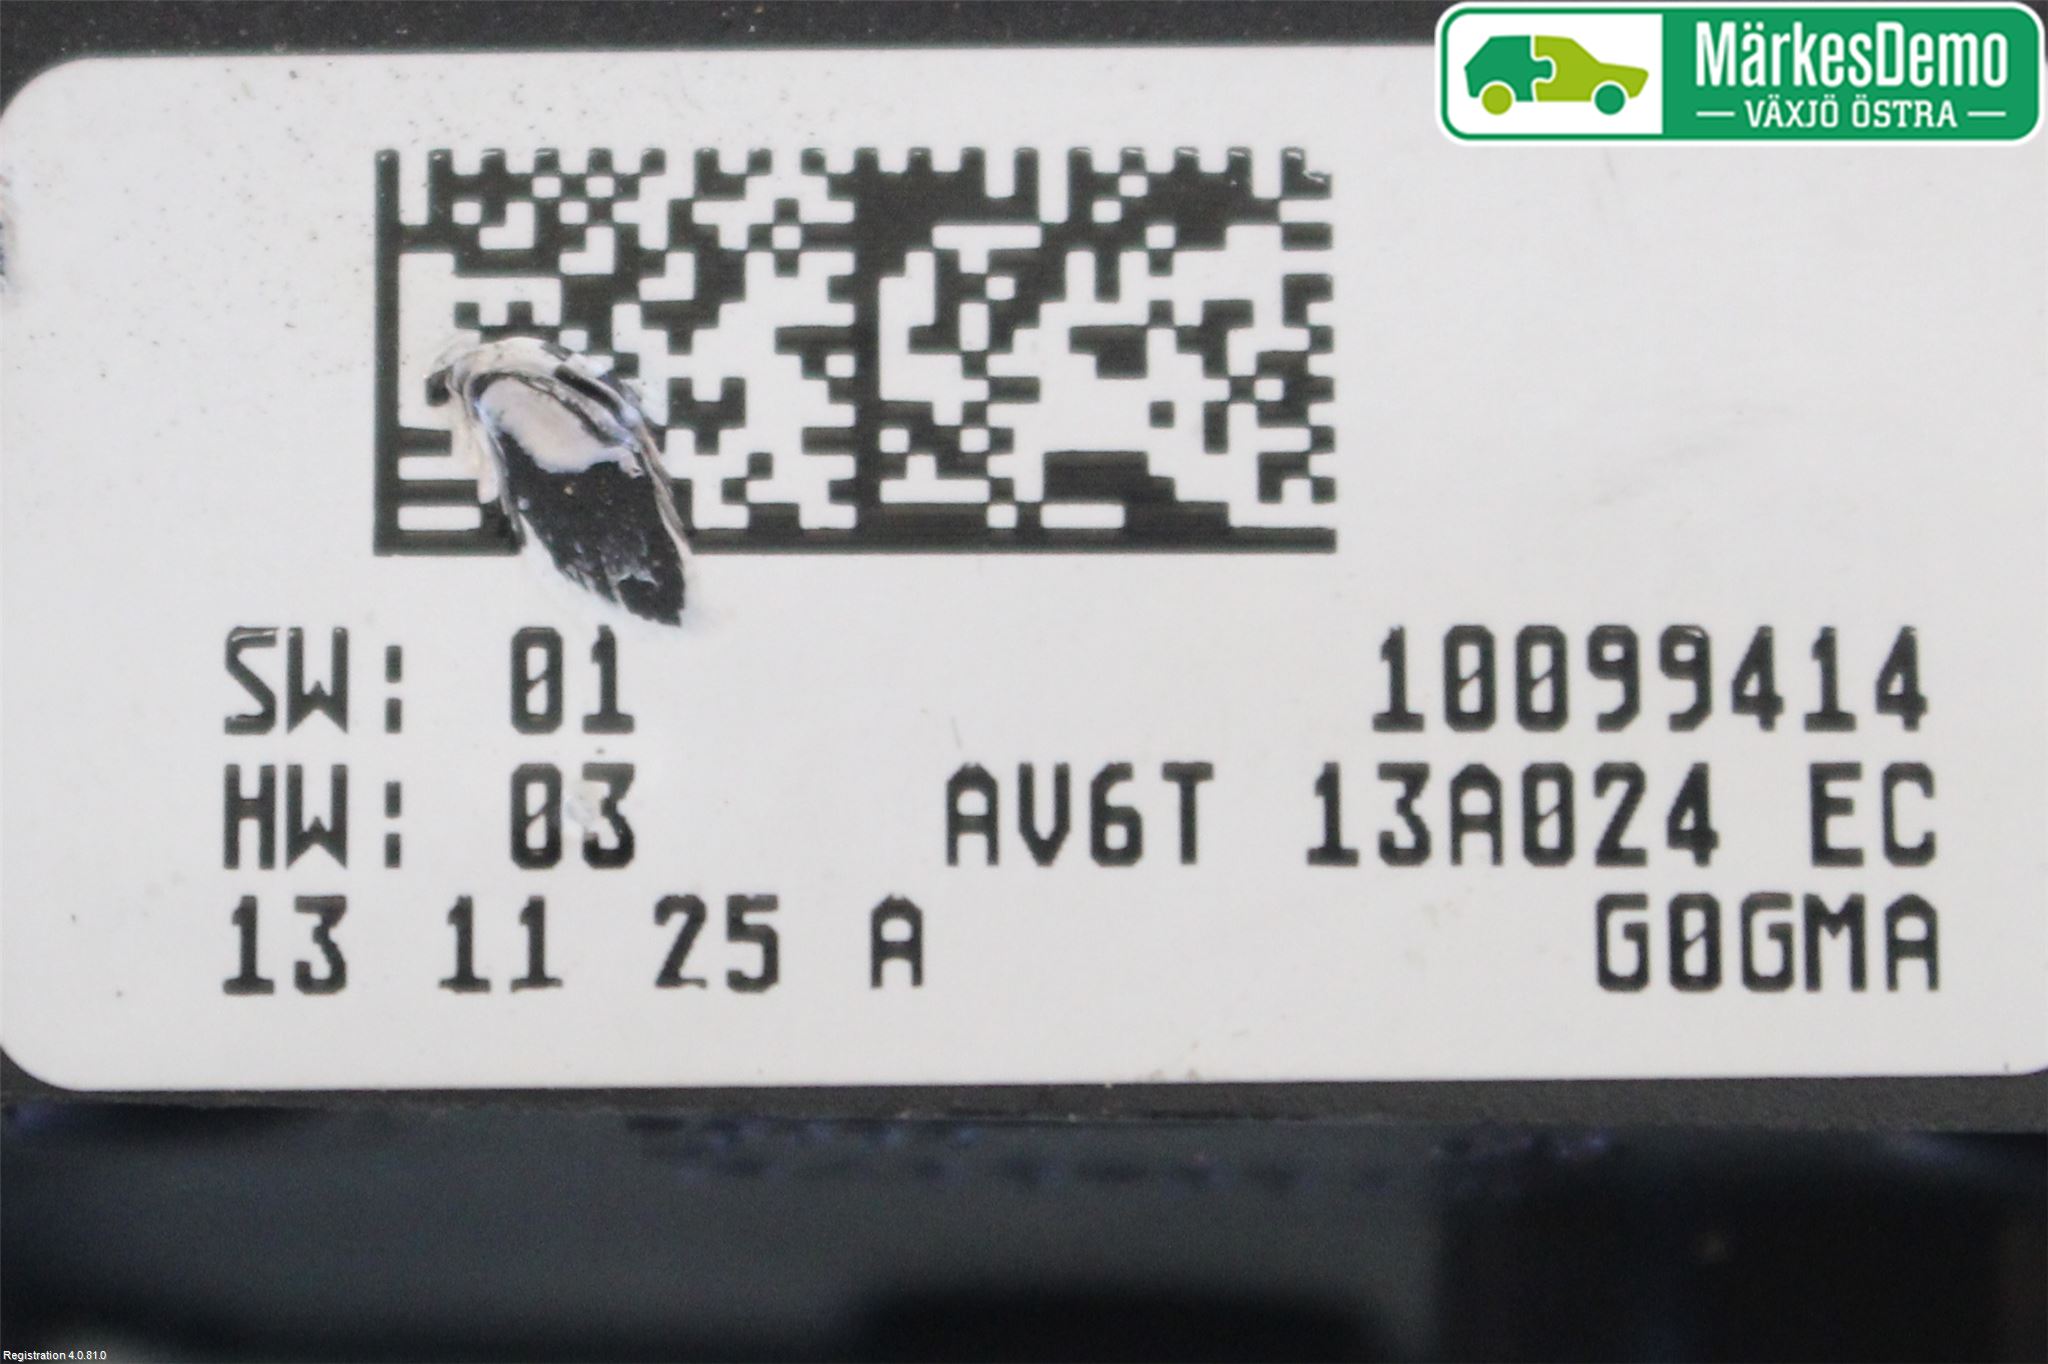 MärkesDemo
— VÄXJÖ ÖSTRA —
SW: 01 10099414
HW: 03 AV6T 13A024 EC
13 11 25 A G0GMA
Registration 4.0.81.0